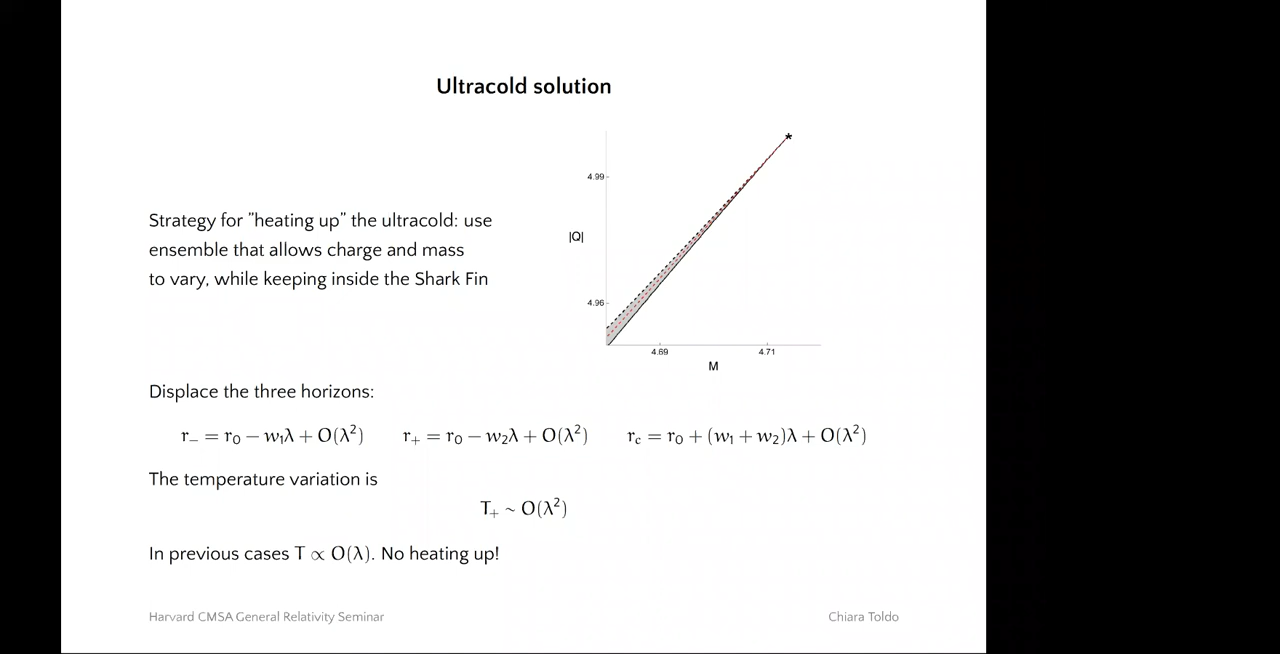 Ultracold solution
Strategy for "heating up" the ultracold: use
ensemble that allows charge and mass
to vary, while keeping inside the Shark Fin
*
4.99
|Q|
4.96
4.69
4.71
M
Displace the three horizons:
r₋ = r₀ − w₁λ + O(λ²) r₊ = r₀ − w₂λ + O(λ²) r_c = r₀ + (w₁ + w₂)λ + O(λ²)
The temperature variation is
T₊ ~ O(λ²)
In previous cases T ∝ O(λ). No heating up!
Harvard CMSA General Relativity Seminar
Chiara Toldo